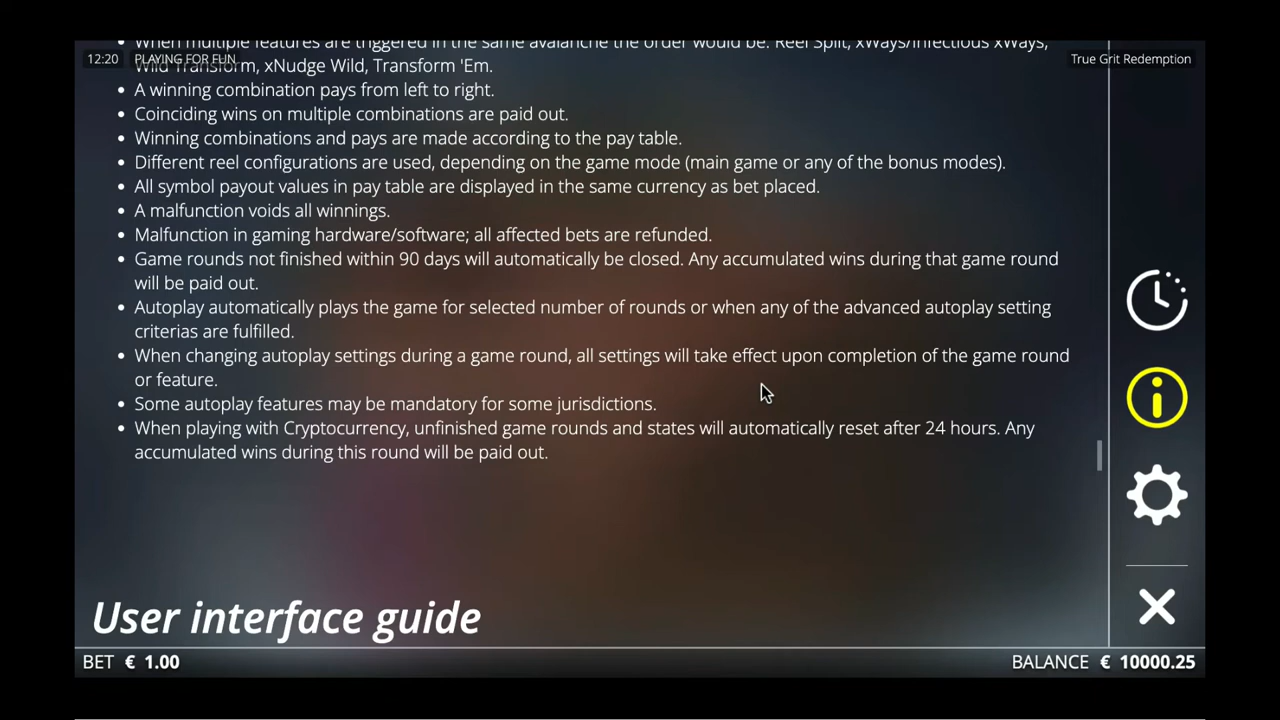 • When multiple features are triggered in the same avalanche the order would be: Reel Split, xWays/Infectious xWays,
12:20 PLAYING FOR FUN
True Grit Redemption
Wild Transform, xNudge Wild, Transform 'Em.
• A winning combination pays from left to right.
• Coinciding wins on multiple combinations are paid out.
• Winning combinations and pays are made according to the pay table.
• Different reel configurations are used, depending on the game mode (main game or any of the bonus modes).
• All symbol payout values in pay table are displayed in the same currency as bet placed.
• A malfunction voids all winnings.
• Malfunction in gaming hardware/software; all affected bets are refunded.
• Game rounds not finished within 90 days will automatically be closed. Any accumulated wins during that game round
will be paid out.
• Autoplay automatically plays the game for selected number of rounds or when any of the advanced autoplay setting
criterias are fulfilled.
• When changing autoplay settings during a game round, all settings will take effect upon completion of the game round
or feature.
• Some autoplay features may be mandatory for some jurisdictions.
• When playing with Cryptocurrency, unfinished game rounds and states will automatically reset after 24 hours. Any
accumulated wins during this round will be paid out.
User interface guide
BET € 1.00
BALANCE € 10000.25